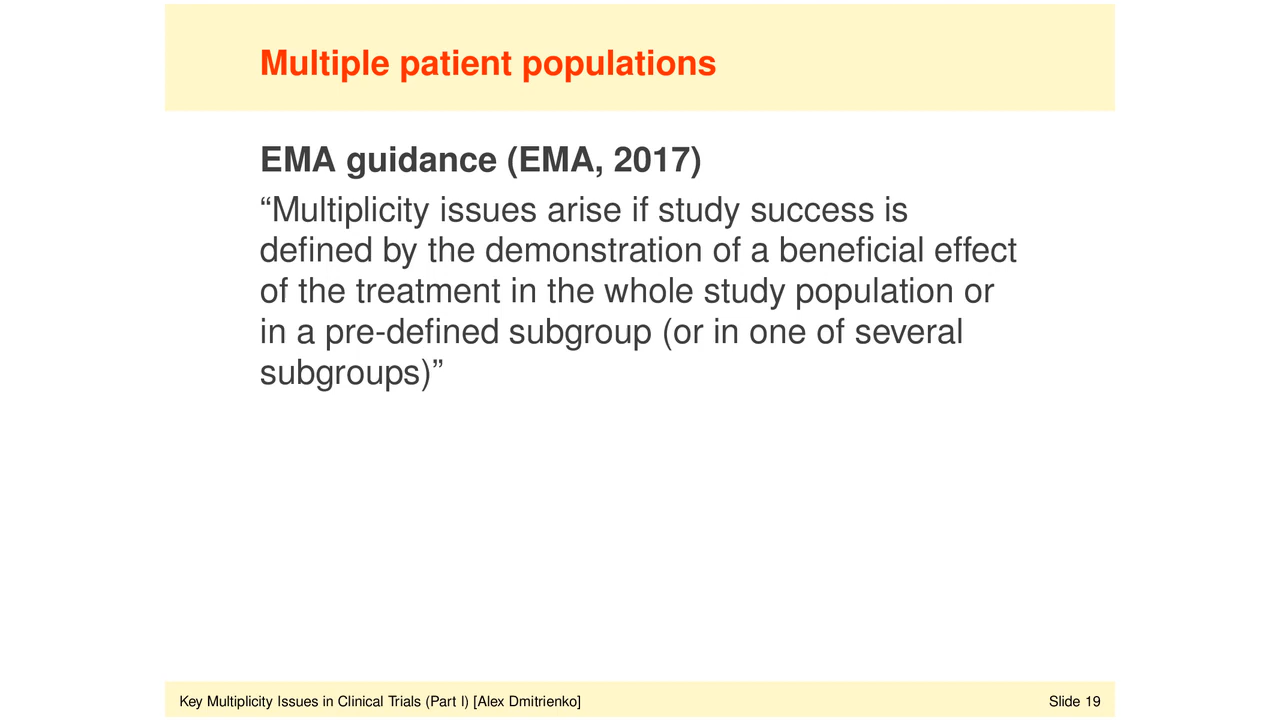 Multiple patient populations
EMA guidance (EMA, 2017)
“Multiplicity issues arise if study success is
defined by the demonstration of a beneficial effect
of the treatment in the whole study population or
in a pre-defined subgroup (or in one of several
subgroups)”
Key Multiplicity Issues in Clinical Trials (Part I) [Alex Dmitrienko]
Slide 19